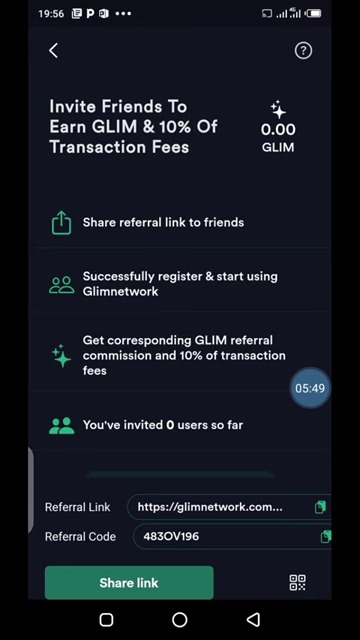 19:56
Invite Friends To
Earn GLIM & 10% Of
Transaction Fees
0.00
GLIM
Share referral link to friends
Successfully register & start using
Glimnetwork
Get corresponding GLIM referral
commission and 10% of transaction
fees
05:49
You've invited 0 users so far
Referral Link https://glimnetwork.com...
Referral Code 483OV196
Share link